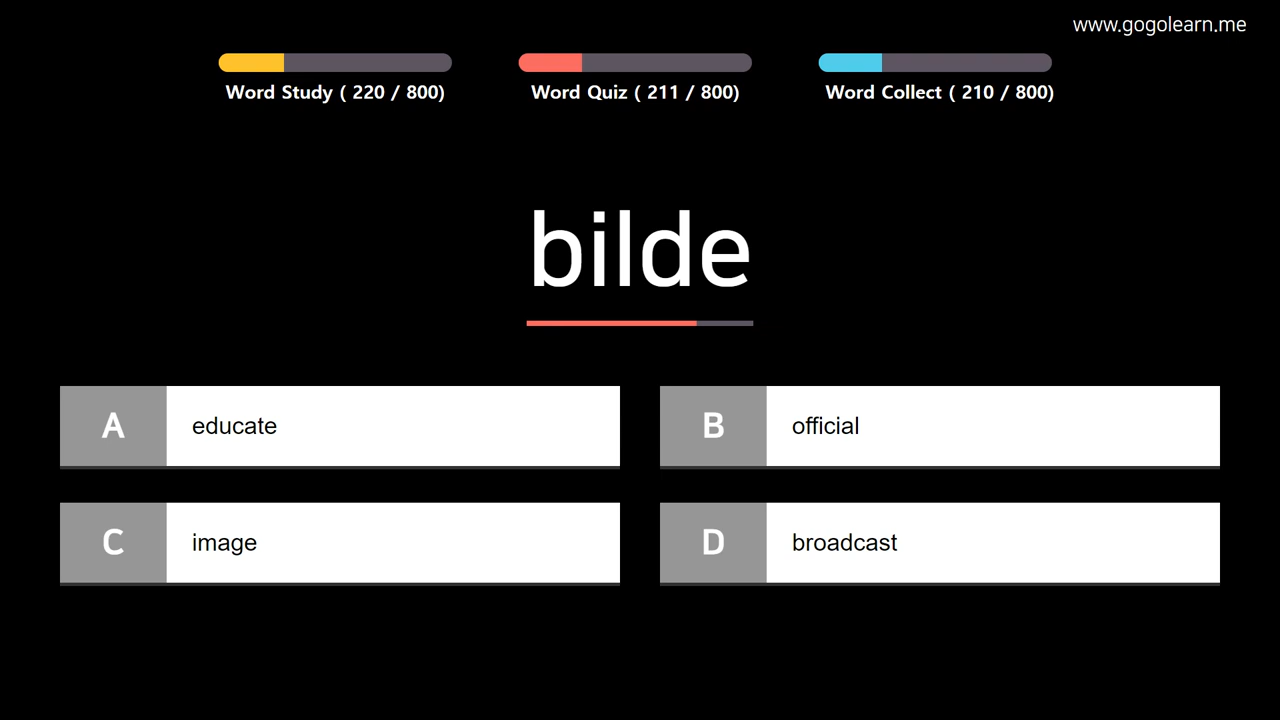 www.gogolearn.me
Word Study ( 220 / 800)
Word Quiz ( 211 / 800)
Word Collect ( 210 / 800)
bilde
A educate
B official
C image
D broadcast